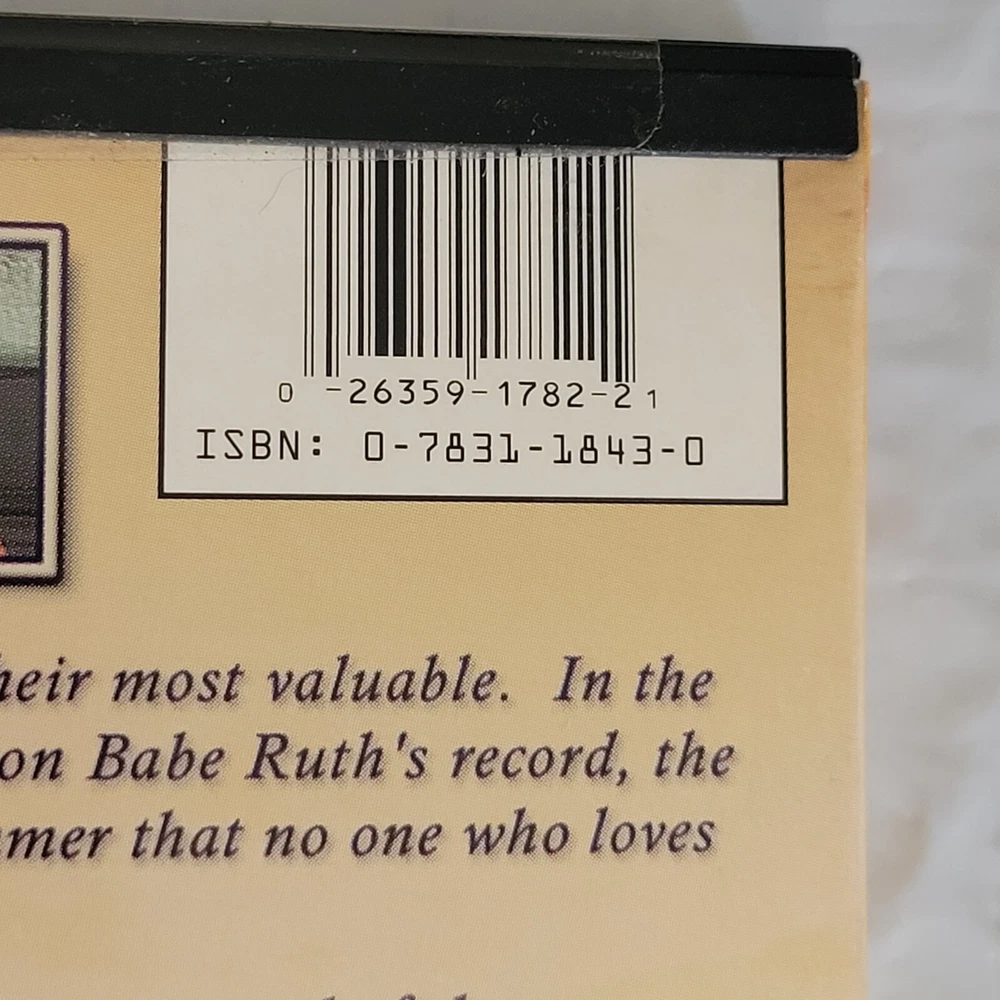 0 -26359-1782-2 1
ISBN: 0-7831-1843-0
heir most valuable. In the
on Babe Ruth's record, the
mer that no one who loves